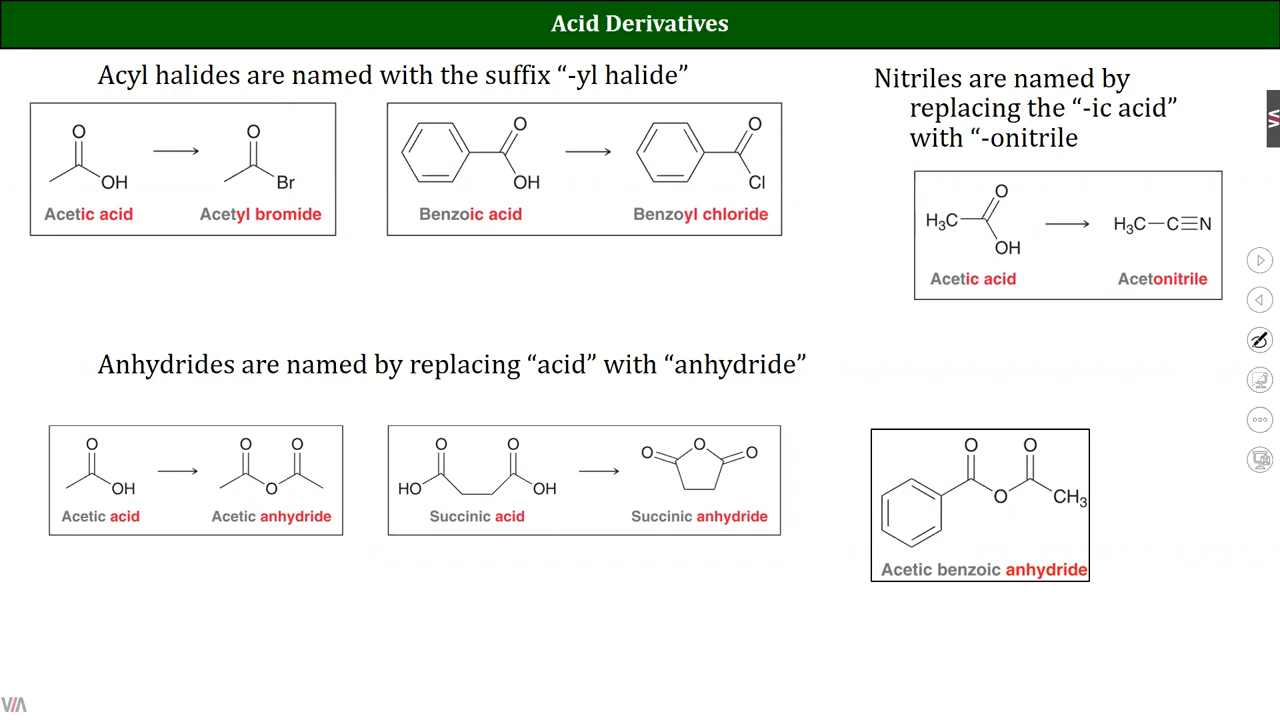 Acid Derivatives
Acyl halides are named with the suffix “-yl halide”
O
OH
Acetic acid
O
Br
Acetyl bromide
O
OH
Benzoic acid
O
Cl
Benzoyl chloride
Nitriles are named by
replacing the “-ic acid”
with “-onitrile
O
H₃C
OH
Acetic acid
H₃C—C≡N
Acetonitrile
Anhydrides are named by replacing “acid” with “anhydride”
O
OH
Acetic acid
O O
O
Acetic anhydride
O O
HO OH
Succinic acid
O O O
Succinic anhydride
O O
O CH₃
Acetic benzoic anhydride
VIA